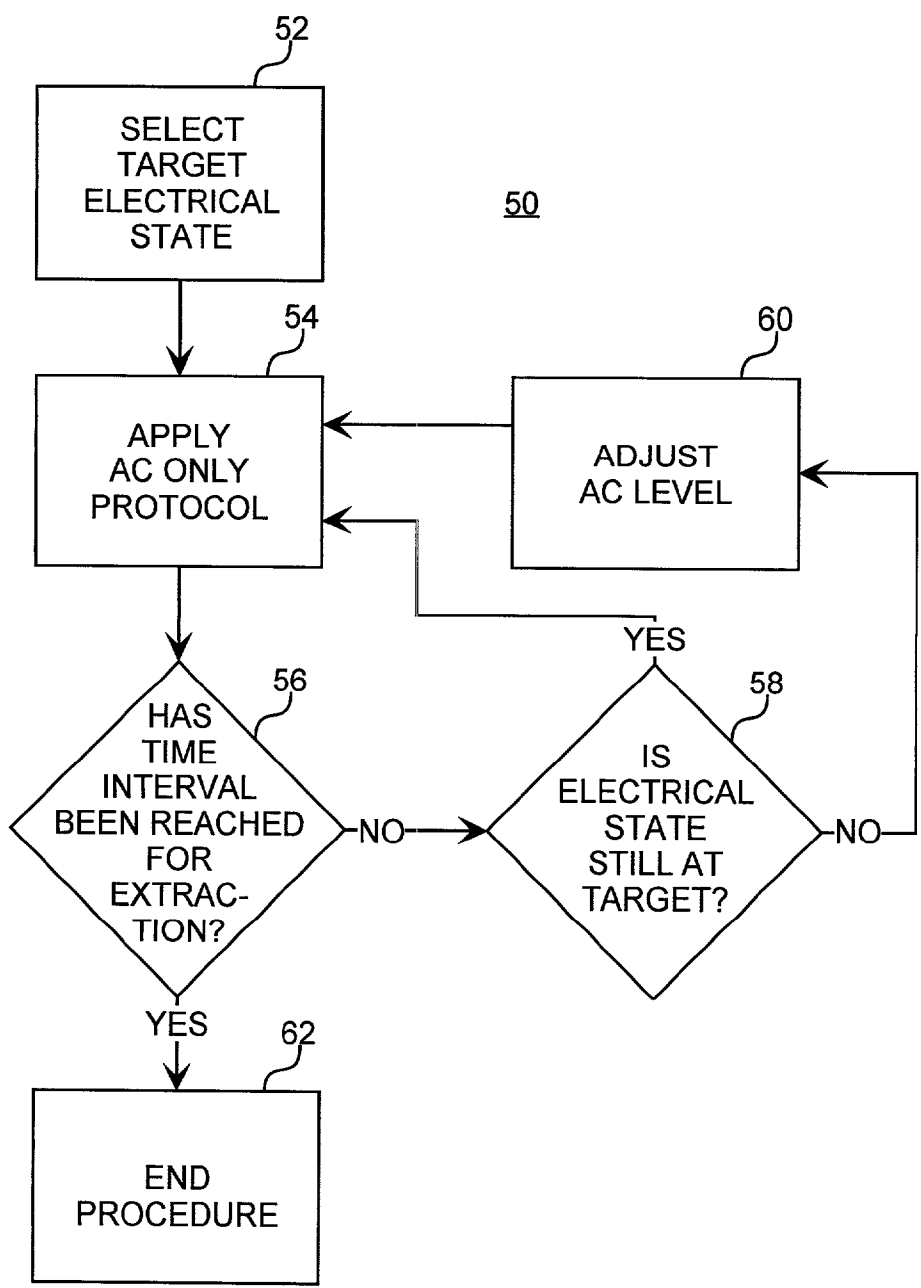 52
SELECT
TARGET
ELECTRICAL
STATE
50
54
APPLY
AC ONLY
PROTOCOL
60
ADJUST
AC LEVEL
56
HAS
TIME
INTERVAL
BEEN REACHED
FOR
EXTRAC-
TION?
NO
YES
58
IS
ELECTRICAL
STATE
STILL AT
TARGET?
NO
YES
62
END
PROCEDURE